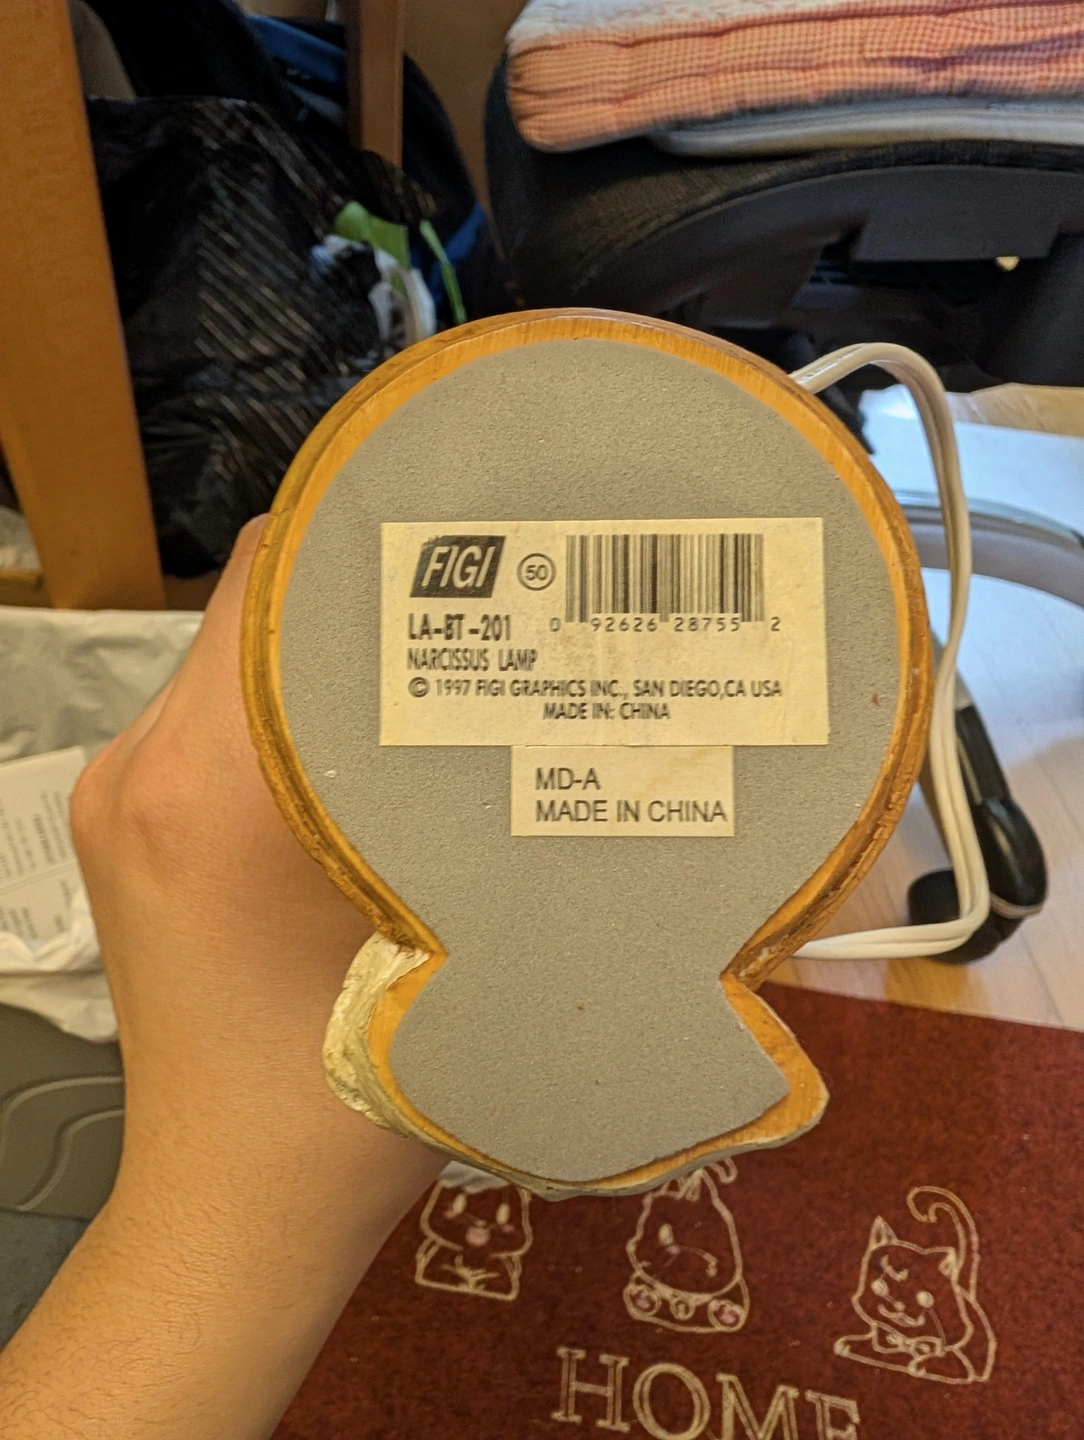 FIGI
50
0 92626 28755 2
LA-BT-201
NARCISSUS LAMP
© 1997 FIGI GRAPHICS INC., SAN DIEGO, CA USA
MADE IN: CHINA
MD-A
MADE IN CHINA
HOME